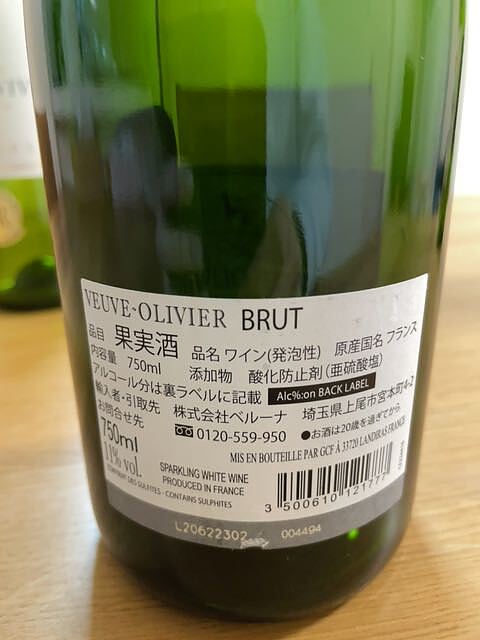 VEUVE-OLIVIER BRUT
品目 果実酒 品名 ワイン(発泡性) 原産国名 フランス
内容量 750ml 添加物 酸化防止剤(亜硫酸塩)
アルコール分は裏ラベルに記載 Alc%:on BACK LABEL
輸入者・引取先 株式会社ベルーナ 埼玉県上尾市宮本町4-2
お問合せ先 0120-559-950 ●お酒は20歳を過ぎてから
750ml
11% VOL.
MIS EN BOUTEILLE PAR GCF À 33720 LANDIRAS FRANCE
SPARKLING WHITE WINE
PRODUCED IN FRANCE
SULFITES - CONTAINS SULPHITES
3 500610 121777
L20622302 004494